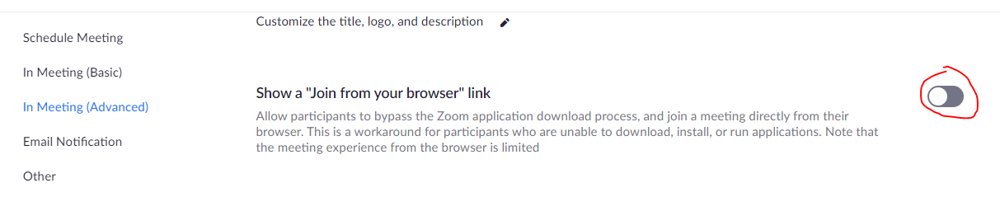 Customize the title, logo, and description
Schedule Meeting
In Meeting (Basic)
In Meeting (Advanced)
Email Notification
Other
Show a "Join from your browser" link
Allow participants to bypass the Zoom application download process, and join a meeting directly from their
browser. This is a workaround for participants who are unable to download, install, or run applications. Note that
the meeting experience from the browser is limited